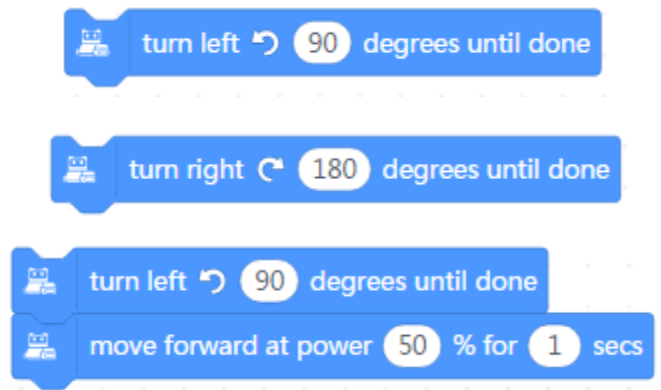 turn left 90 degrees until done
turn right 180 degrees until done
turn left 90 degrees until done
move forward at power 50 % for 1 secs